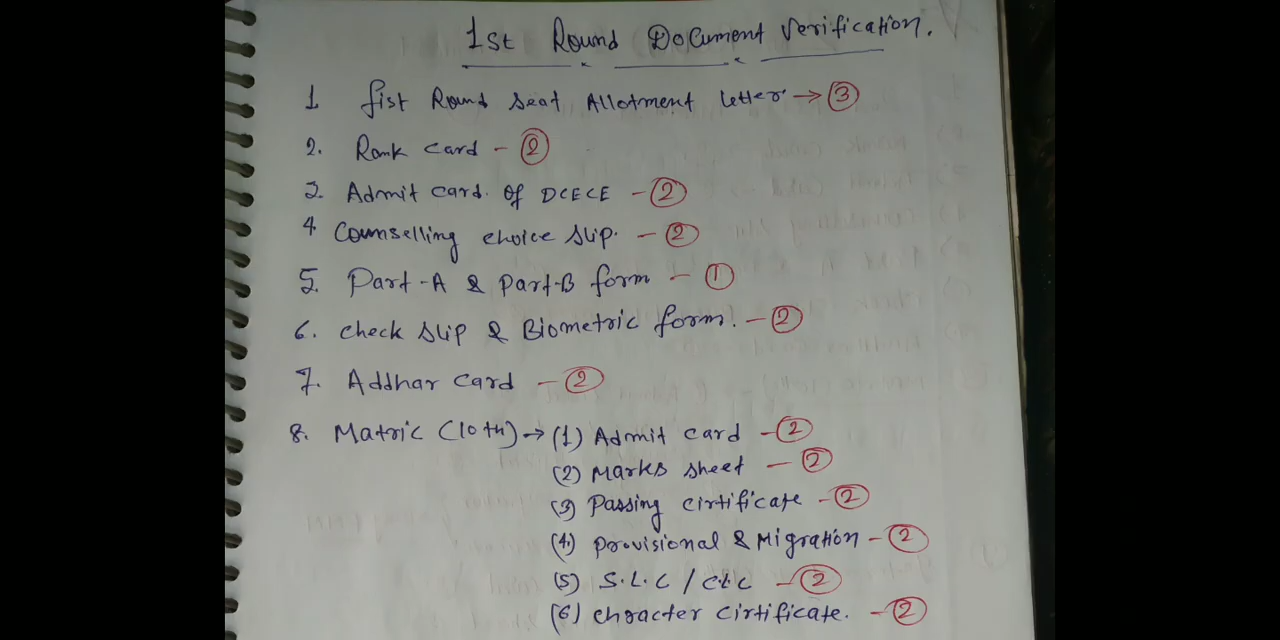 1st Round Document Verification.
1. fist Round Seat Allotment letter → 3
2. Rank card - 2
3. Admit card. Of DCECE - 2
4 Counselling choice slip. - 2
5. Part-A & Part-B form - 1
6. check slip & Biometric form. - 2
7. Addhar card - 2
8. Matric (10th) → (1) Admit card - 2
(2) Marks sheet - 2
(3) Passing cirtificate - 2
(4) Provisional & Migration - 2
(5) S.L.C / C.L.C - 2
(6) Chracter cirtificate. - 2